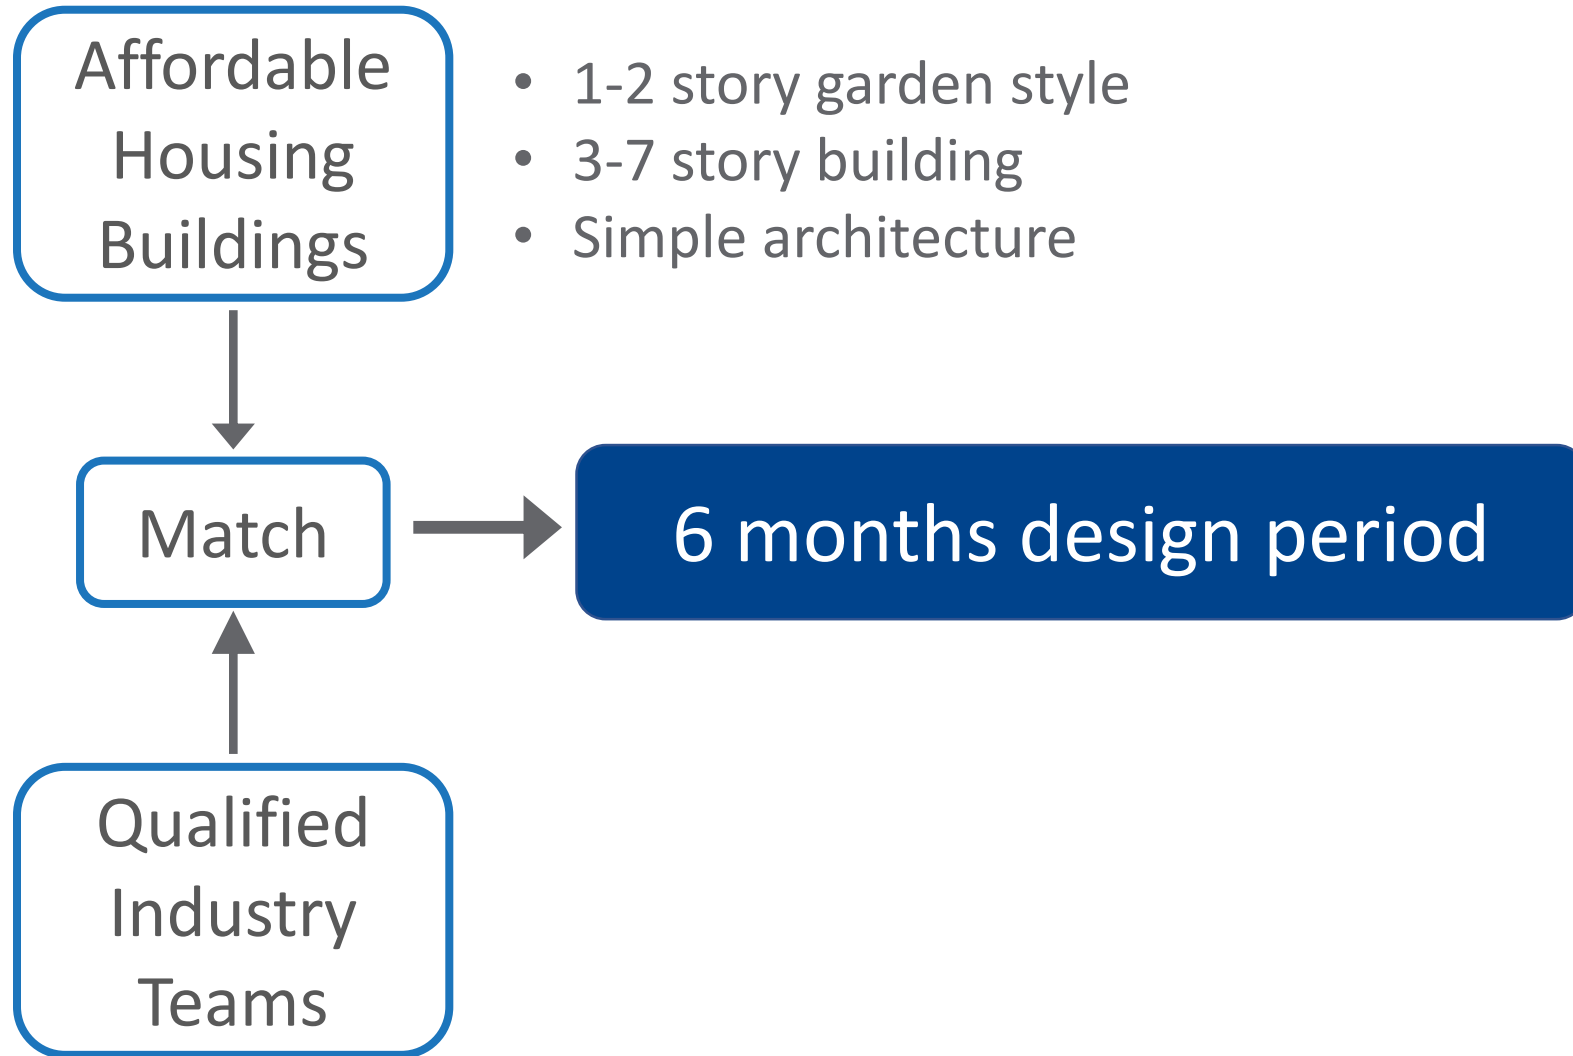 Affordable
Housing
Buildings
• 1-2 story garden style
• 3-7 story building
• Simple architecture
Match
6 months design period
Qualified
Industry
Teams